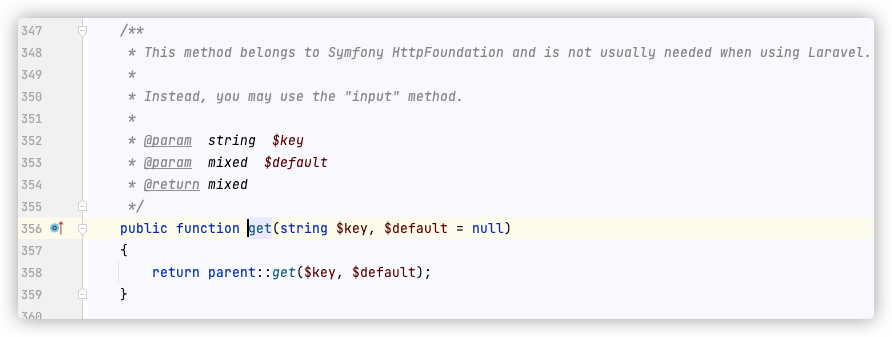 347 /**
348 * This method belongs to Symfony HttpFoundation and is not usually needed when using Laravel.
349 *
350 * Instead, you may use the "input" method.
351 *
352 * @param  string  $key
353 * @param  mixed  $default
354 * @return mixed
355 */
356 public function get(string $key, $default = null)
357 {
358 return parent::get($key, $default);
359 }
360